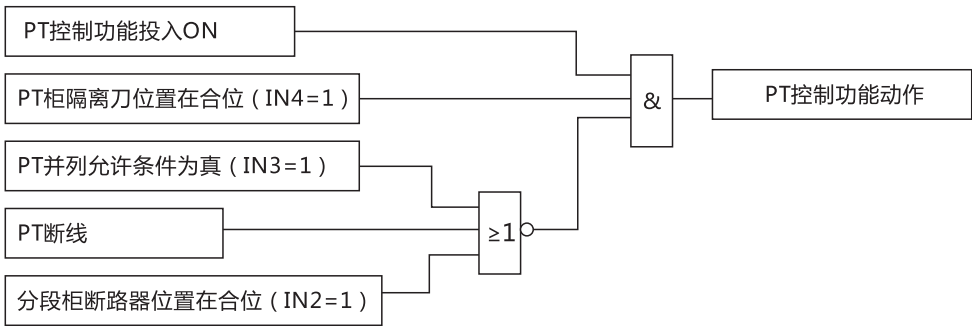 PT控制功能投入ON
PT柜隔离刀位置在合位（IN4=1）
PT并列允许条件为真（IN3=1）
PT断线
分段柜断路器位置在合位（IN2=1）
≥1
&
PT控制功能动作